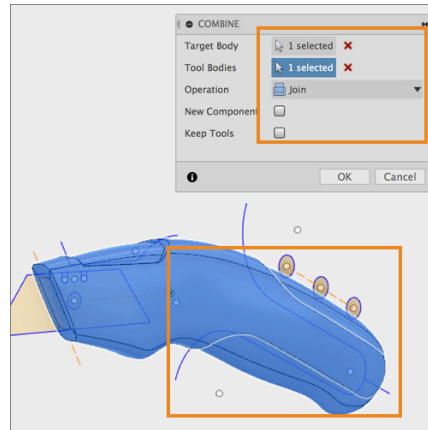 COMBINE
Target Body 1 selected
Tool Bodies 1 selected
Operation Join
New Component
Keep Tools
OK Cancel